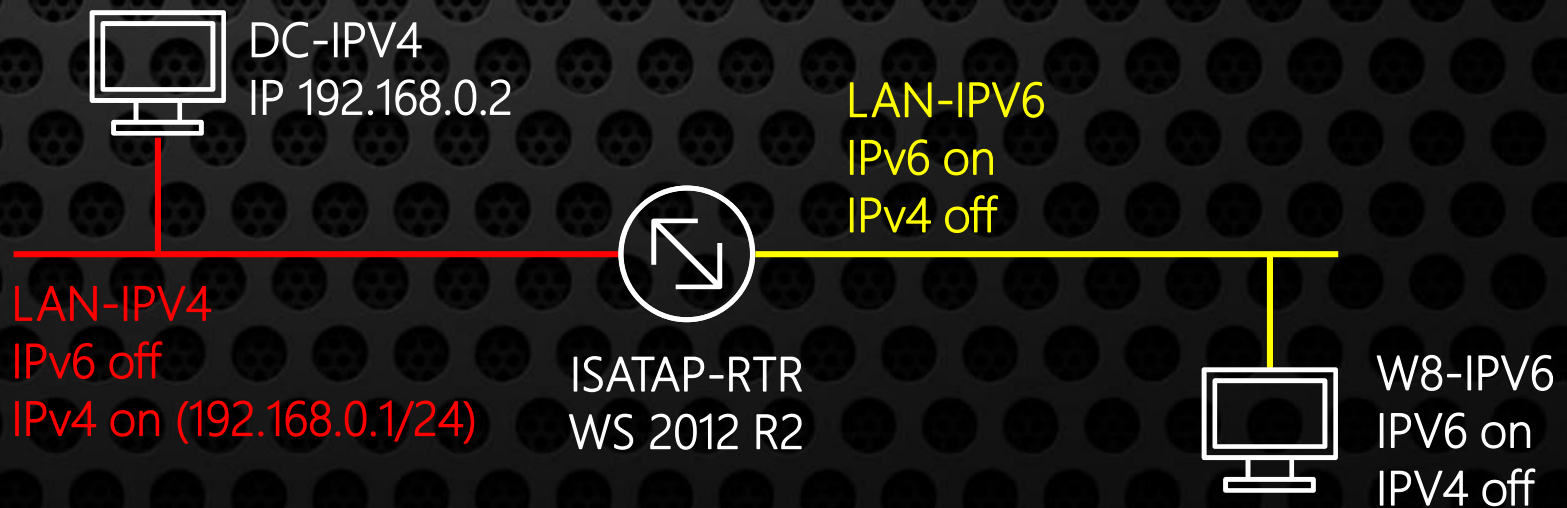 DC-IPV4
IP 192.168.0.2
LAN-IPV6
IPv6 on
IPv4 off
LAN-IPV4
IPv6 off
IPv4 on (192.168.0.1/24)
ISATAP-RTR
WS 2012 R2
W8-IPV6
IPV6 on
IPV4 off